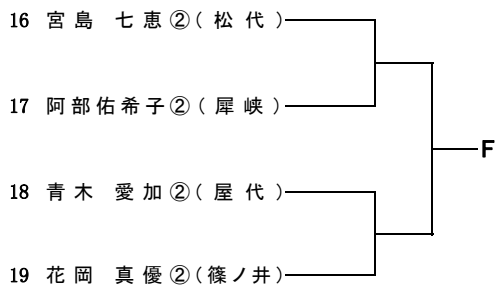 16 宮島 七恵②(松代)
17 阿部佑希子②(犀峡)
F
18 青木 愛加②(屋代)
19 花岡 真優②(篠ノ井)